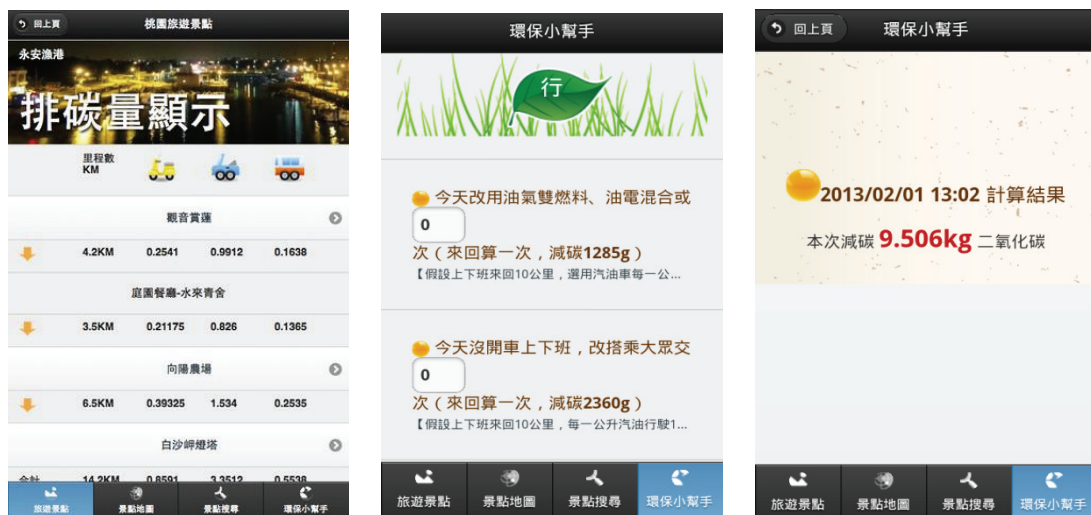 回上頁
桃園旅遊景點
永安漁港
排碳量顯示
里程數
KM
觀音賞蓮
4.2KM 0.2541 0.9912 0.1638
庭園餐廳-水來青舍
3.5KM 0.21175 0.826 0.1365
向陽農場
6.5KM 0.39325 1.534 0.2535
白沙岬燈塔
合計 14.2KM 0.8591 3.3512 0.5538
旅遊景點 景點地圖 景點搜尋 環保小幫手
環保小幫手
行
今天改用油氣雙燃料、油電混合或
0
次(來回算一次,減碳1285g)
【假設上下班來回10公里,選用汽油車每一公...
今天沒開車上下班,改搭乘大眾交
0
次(來回算一次,減碳2360g)
【假設上下班來回10公里,每一公升汽油行駛1...
旅遊景點 景點地圖 景點搜尋 環保小幫手
回上頁
環保小幫手
2013/02/01 13:02 計算結果
本次減碳 9.506kg 二氧化碳
旅遊景點 景點地圖 景點搜尋 環保小幫手